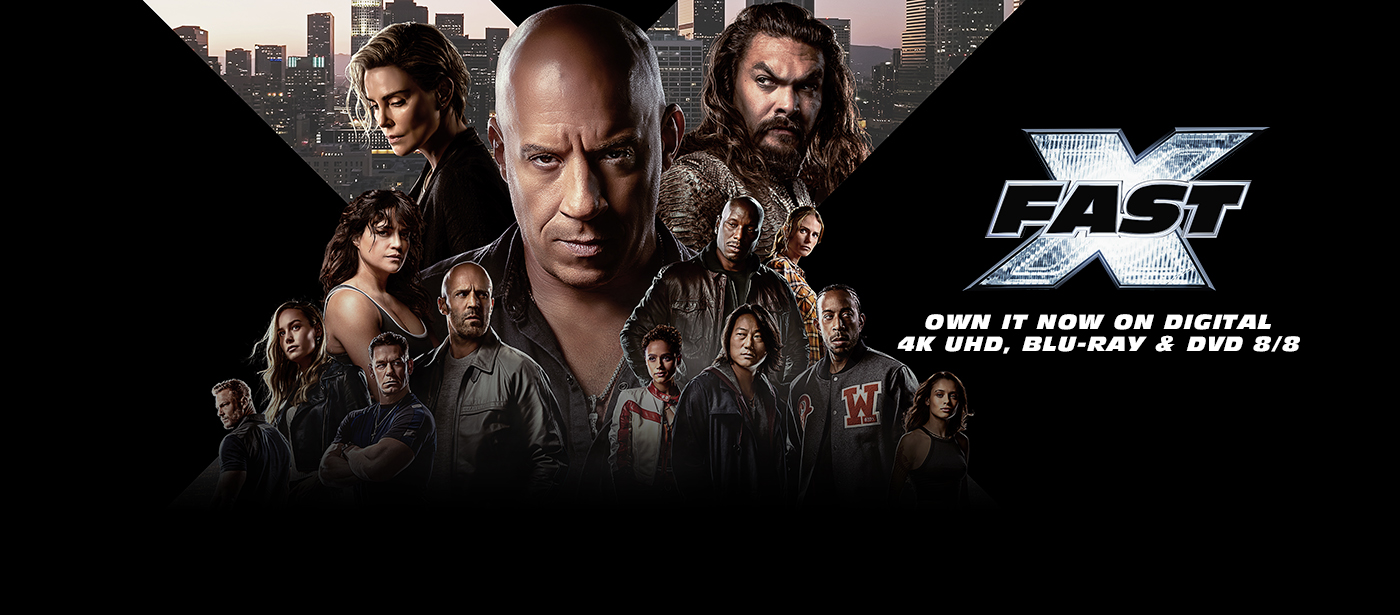 X
FAST
OWN IT NOW ON DIGITAL
4K UHD, BLU-RAY & DVD 8/8
W